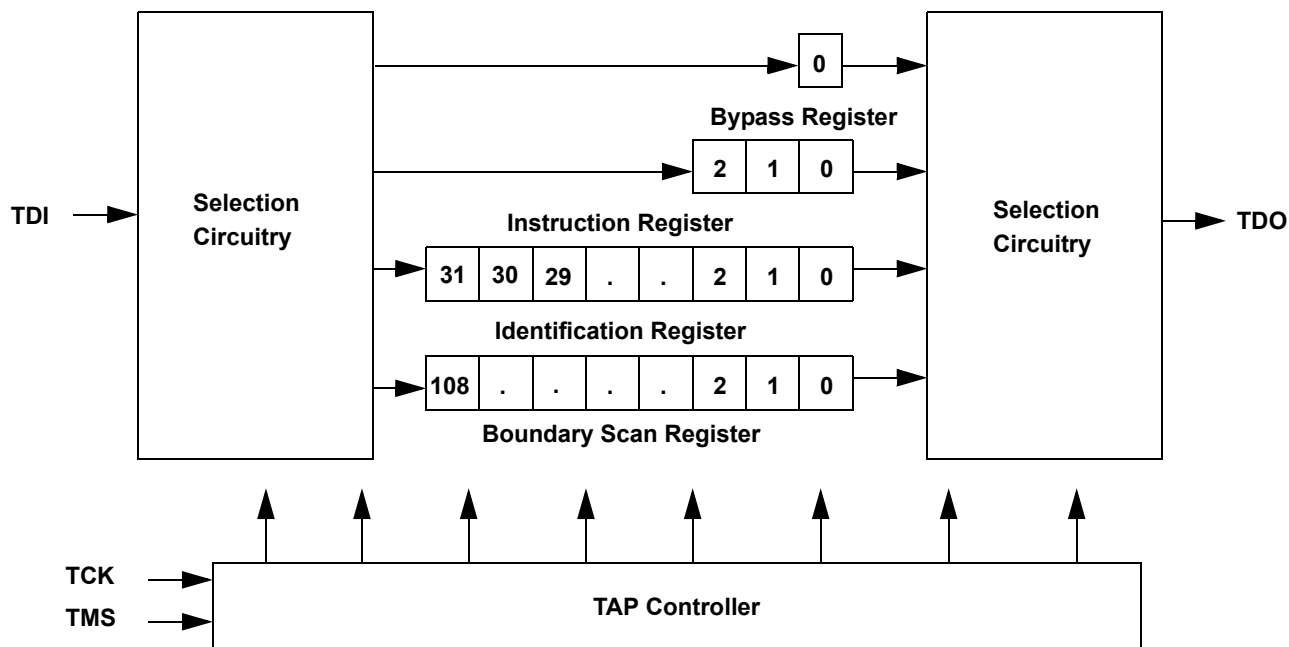 0
Bypass Register
2 1 0
TDI
Selection
Circuitry
Instruction Register
Selection
Circuitry
TDO
31 30 29 . . 2 1 0
Identification Register
108 . . . . 2 1 0
Boundary Scan Register
TCK
TMS
TAP Controller